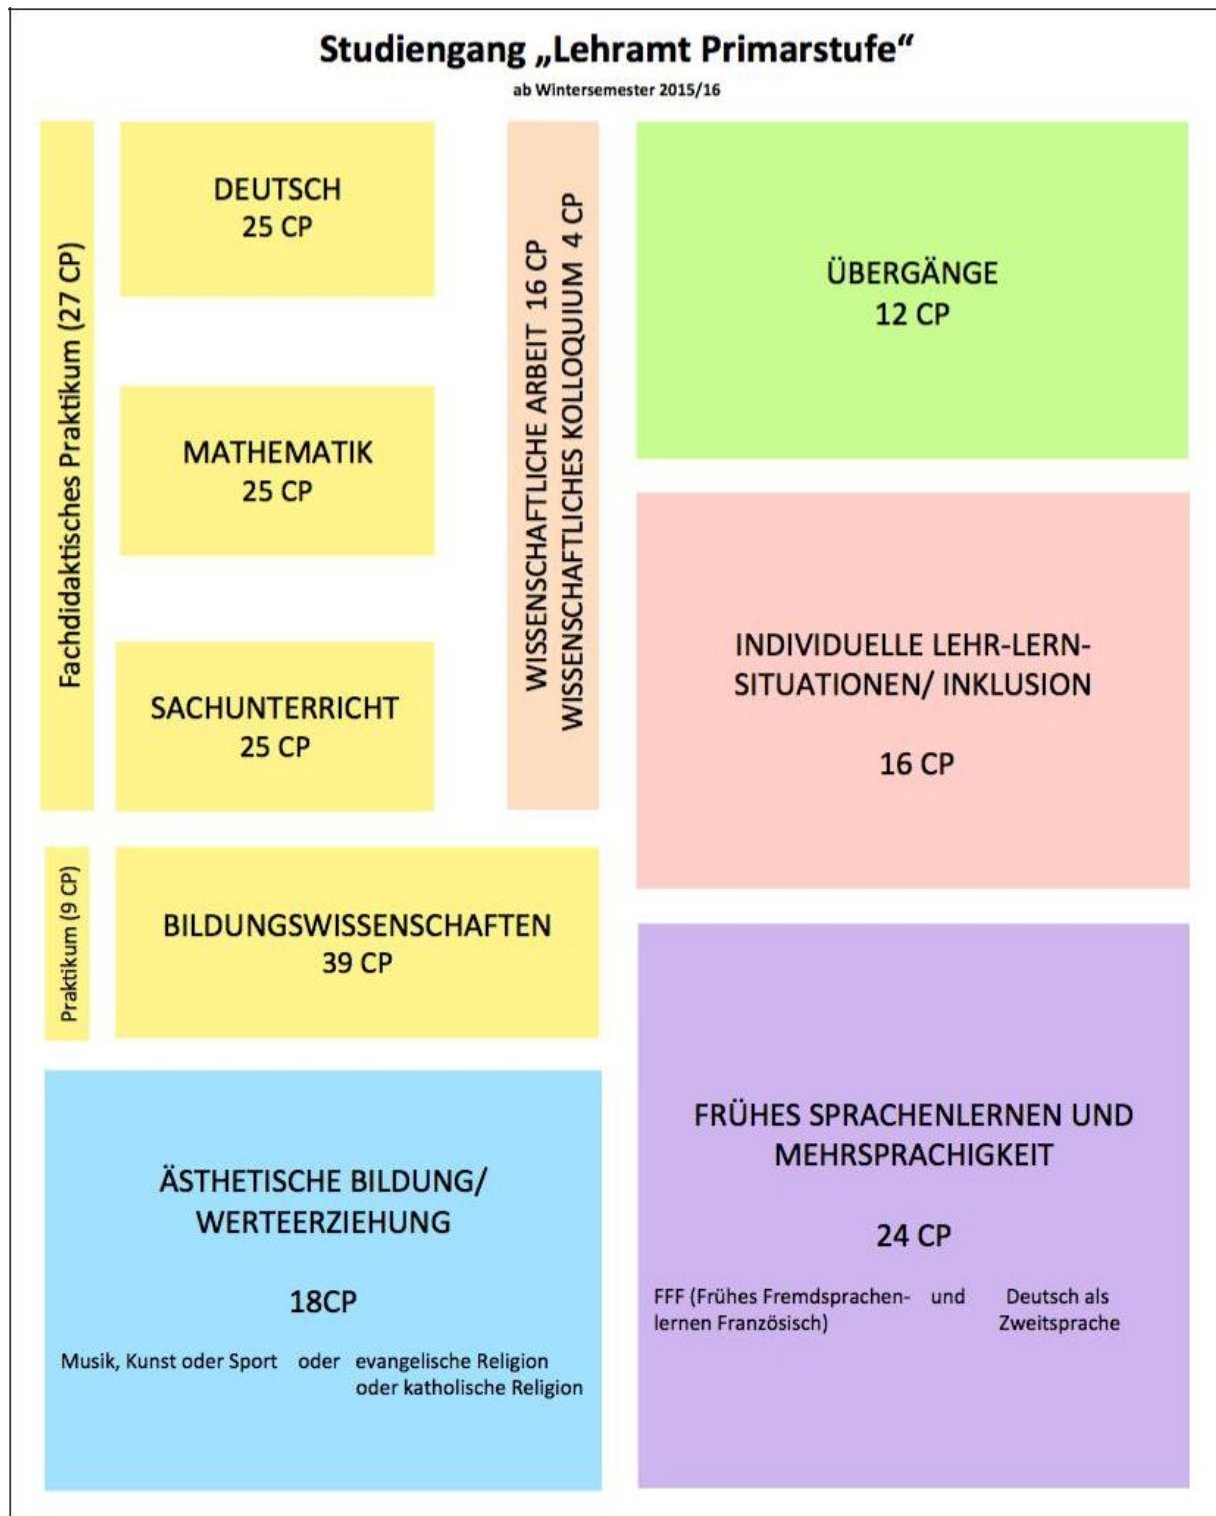 Studiengang „Lehramt Primarstufe“
ab Wintersemester 2015/16
Fachdidaktisches Praktikum (27 CP)
DEUTSCH
25 CP
MATHEMATIK
25 CP
SACHUNTERRICHT
25 CP
WISSENSCHAFTLICHE ARBEIT 16 CP
WISSENSCHAFTLICHES KOLLOQUIUM 4 CP
Praktikum (9 CP)
BILDUNGSWISSENSCHAFTEN
39 CP
ÄSTHETISCHE BILDUNG/
WERTEERZIEHUNG
18CP
Musik, Kunst oder Sport oder evangelische Religion
oder katholische Religion
ÜBERGÄNGE
12 CP
INDIVIDUELLE LEHR-LERN-
SITUATIONEN/ INKLUSION
16 CP
FRÜHES SPRACHENLERNEN UND
MEHRSPRACHIGKEIT
24 CP
FFF (Frühes Fremdsprachen- und Deutsch als
lernen Französisch) Zweitsprache